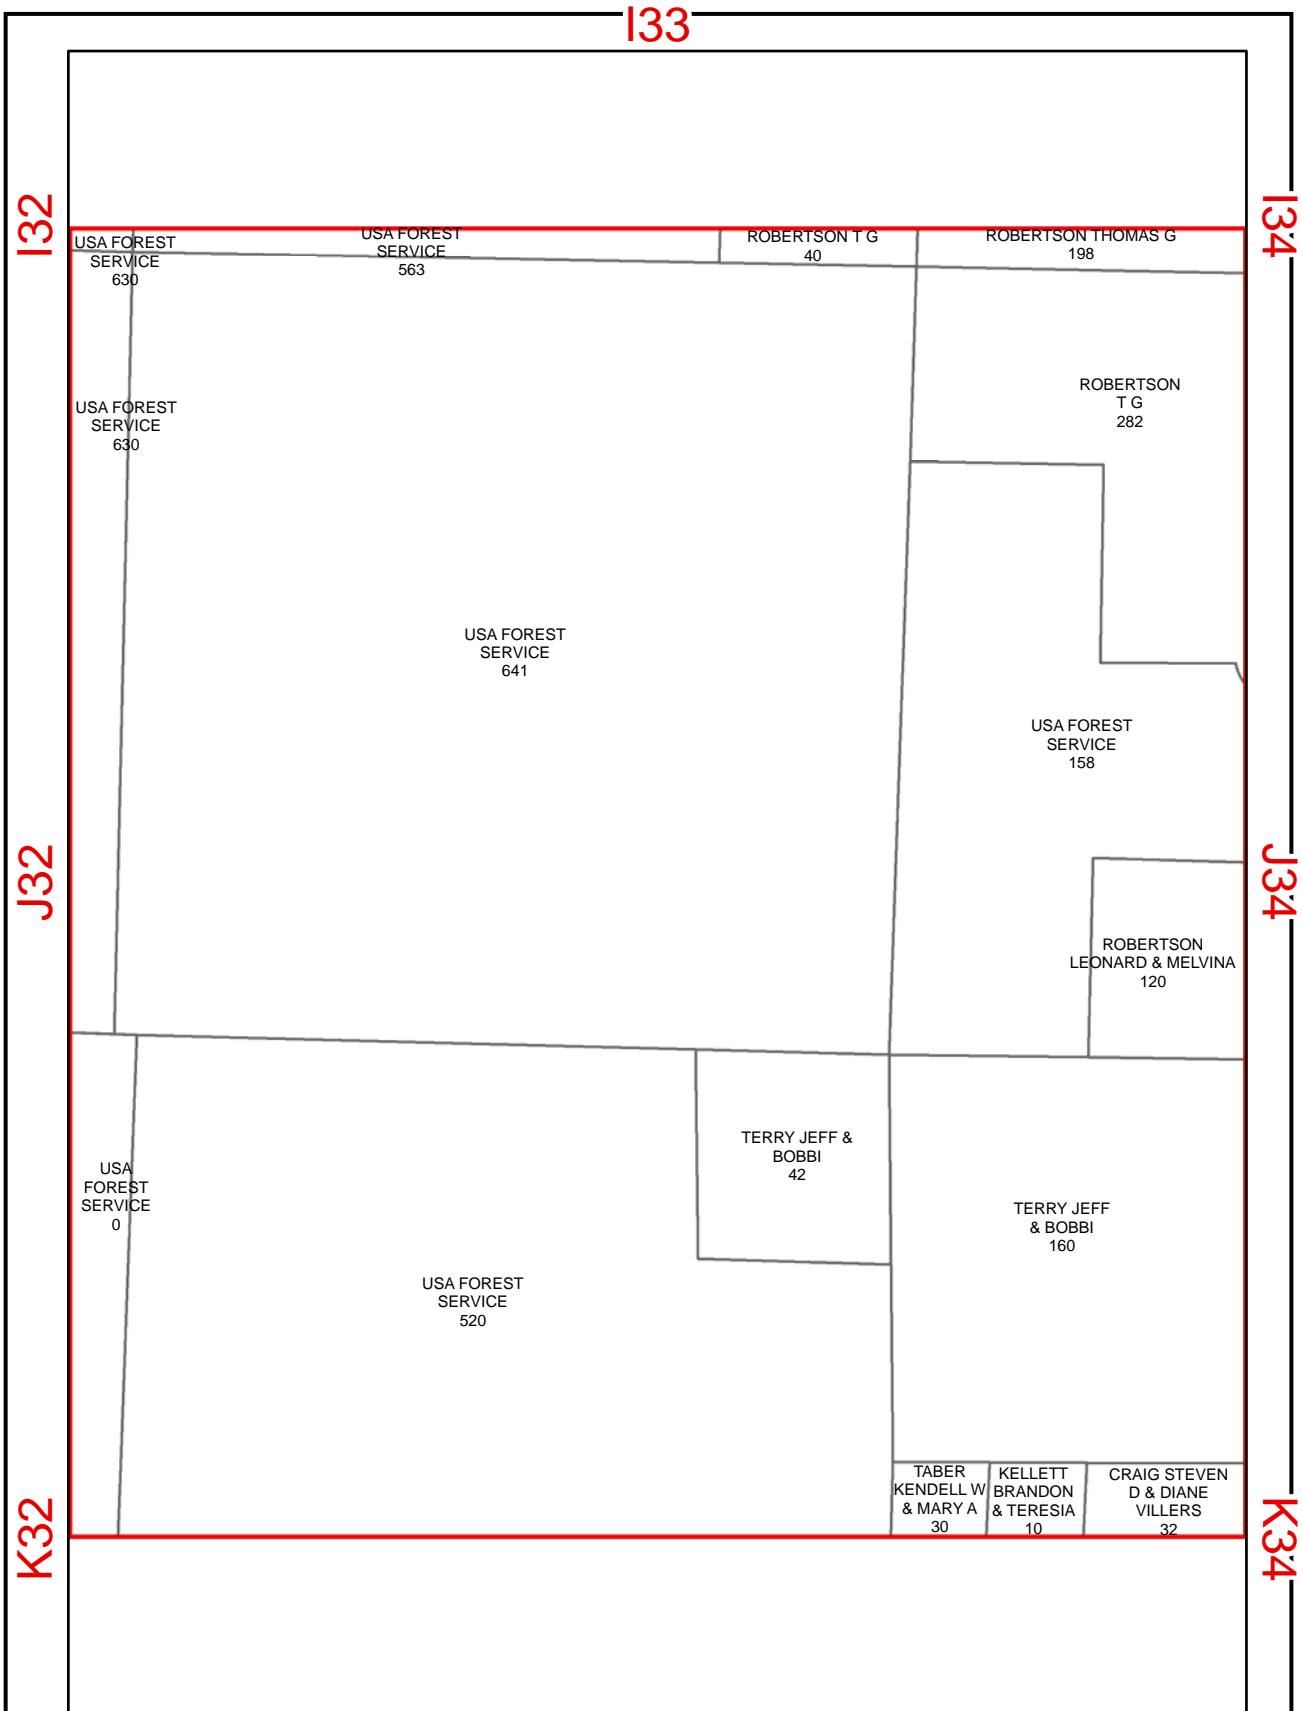 I33
I32
I34
USA FOREST
SERVICE
630
USA FOREST
SERVICE
563
ROBERTSON T G
40
ROBERTSON THOMAS G
198
USA FOREST
SERVICE
630
ROBERTSON
T G
282
USA FOREST
SERVICE
641
USA FOREST
SERVICE
158
J32
J34
ROBERTSON
LEONARD & MELVINA
120
USA
FOREST
SERVICE
0
TERRY JEFF &
BOBBI
42
TERRY JEFF
& BOBBI
160
USA FOREST
SERVICE
520
K32
K34
TABER
KENDELL W
& MARY A
30
KELLETT
BRANDON
& TERESIA
10
CRAIG STEVEN
D & DIANE
VILLERS
32